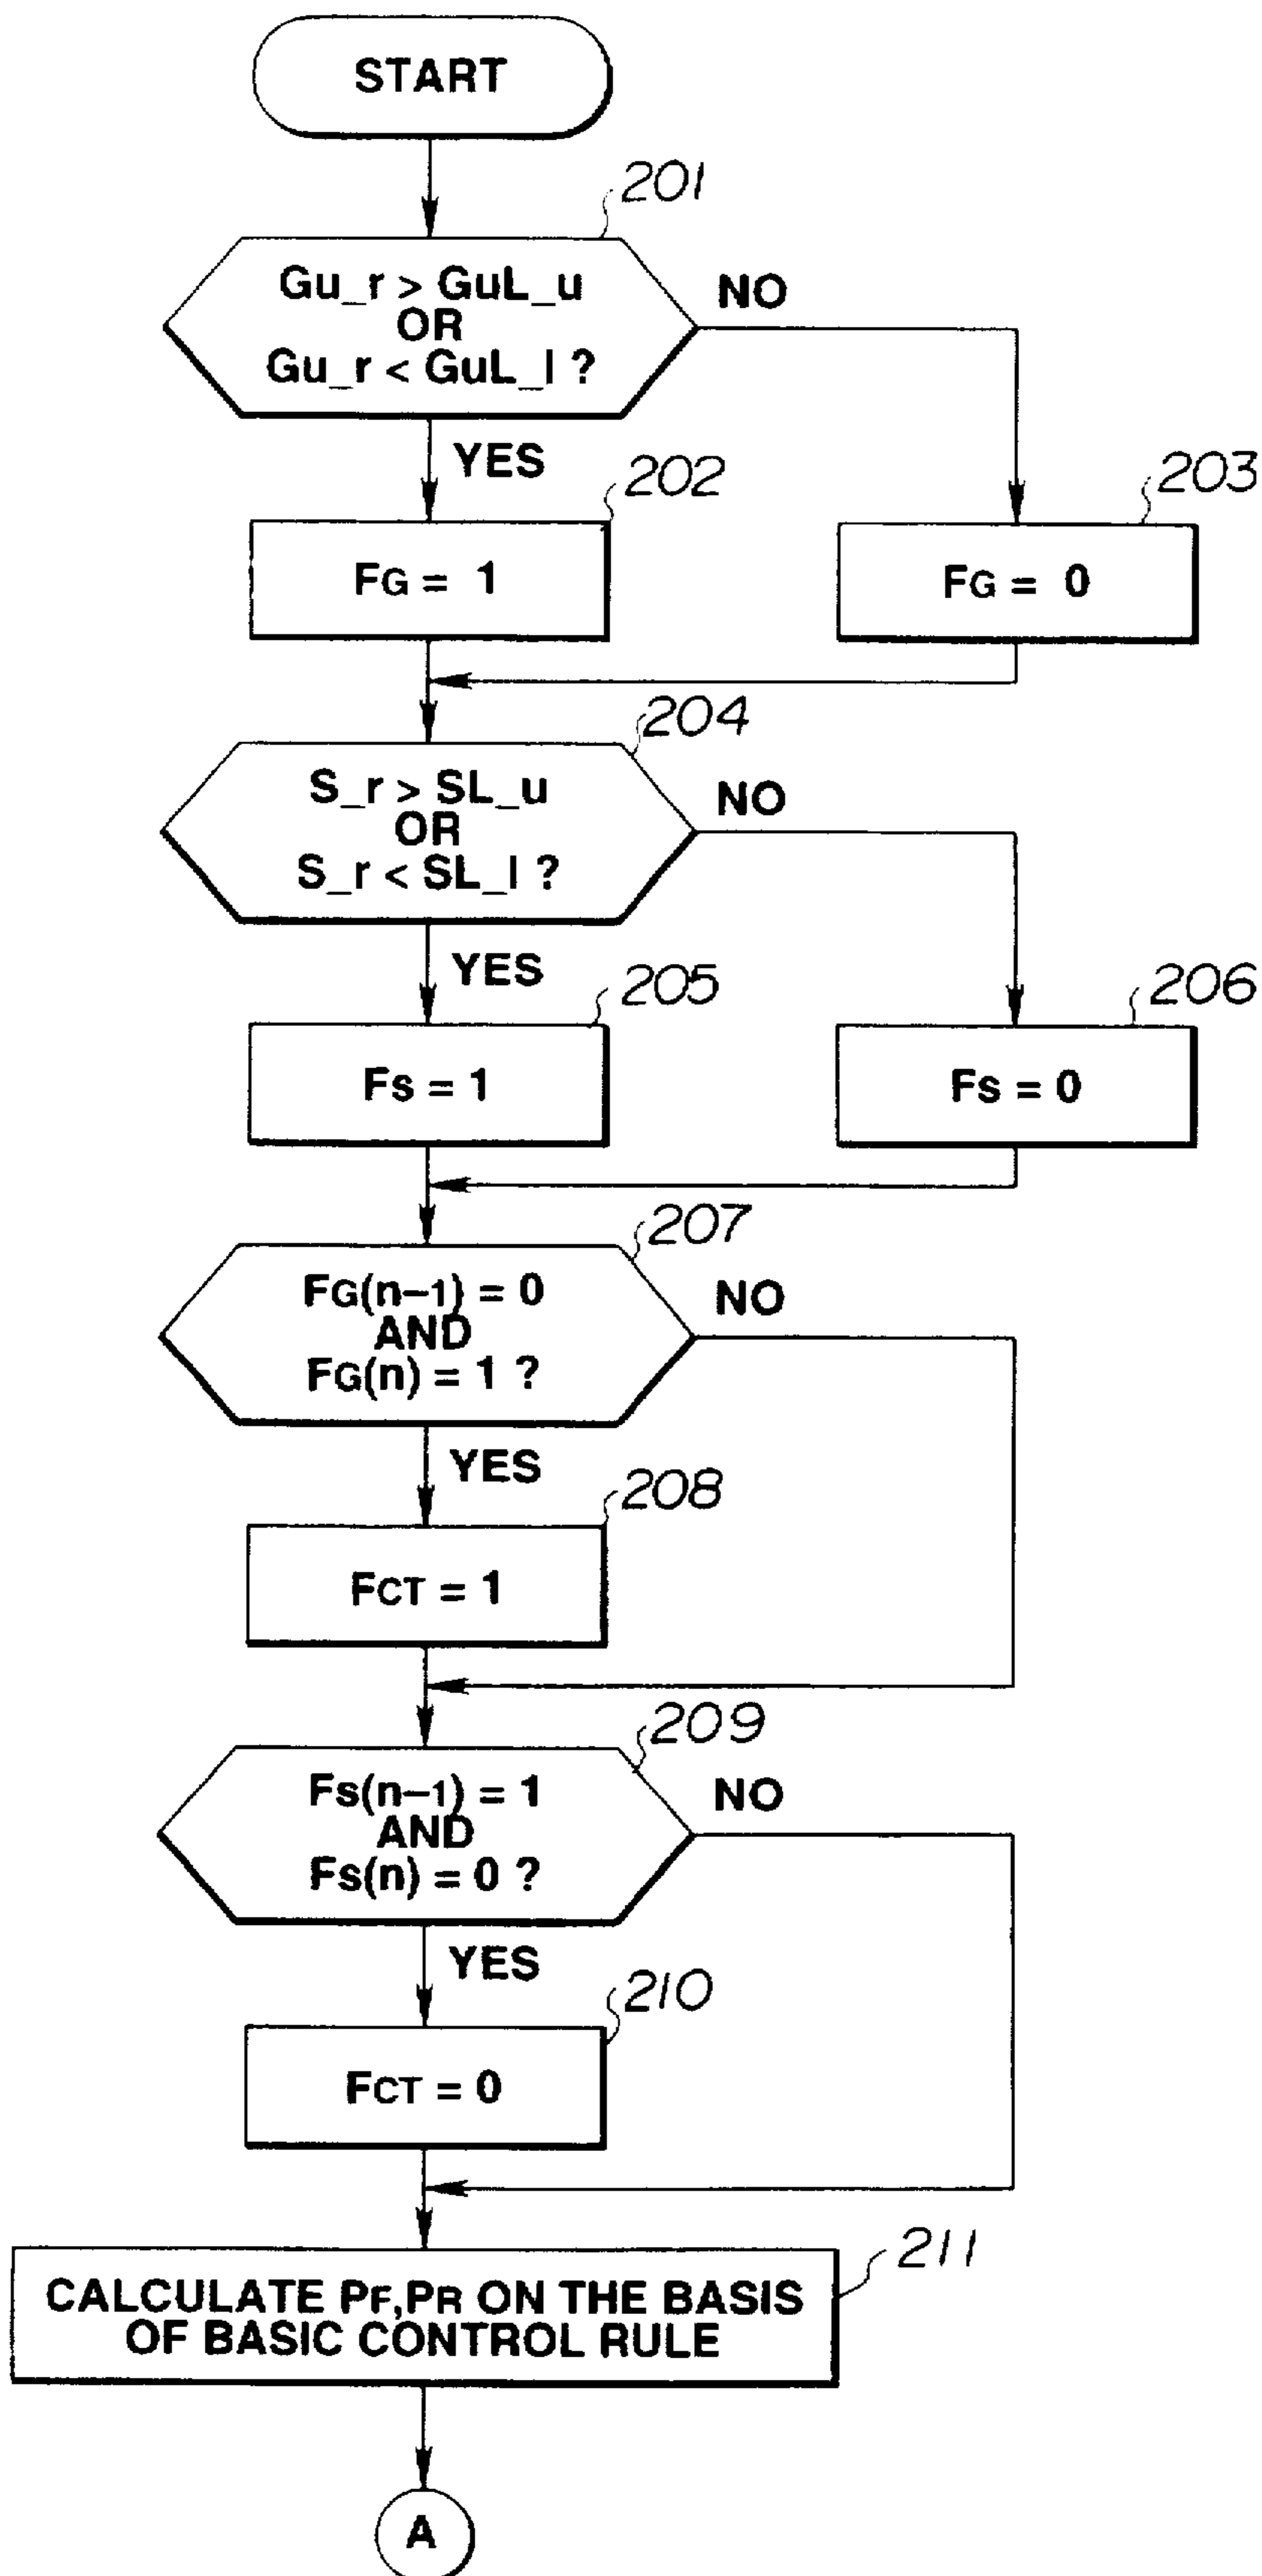 START
201
Gu_r > GuL_u
OR
Gu_r < GuL_l ?
NO
YES
202
203
FG = 1
FG = 0
204
S_r > SL_u
OR
S_r < SL_l ?
NO
YES
205
206
FS = 1
FS = 0
207
FG(n–1) = 0
AND
FG(n) = 1 ?
NO
YES
208
FCT = 1
209
FS(n–1) = 1
AND
FS(n) = 0 ?
NO
YES
210
FCT = 0
211
CALCULATE PF,PR ON THE BASIS
OF BASIC CONTROL RULE
A